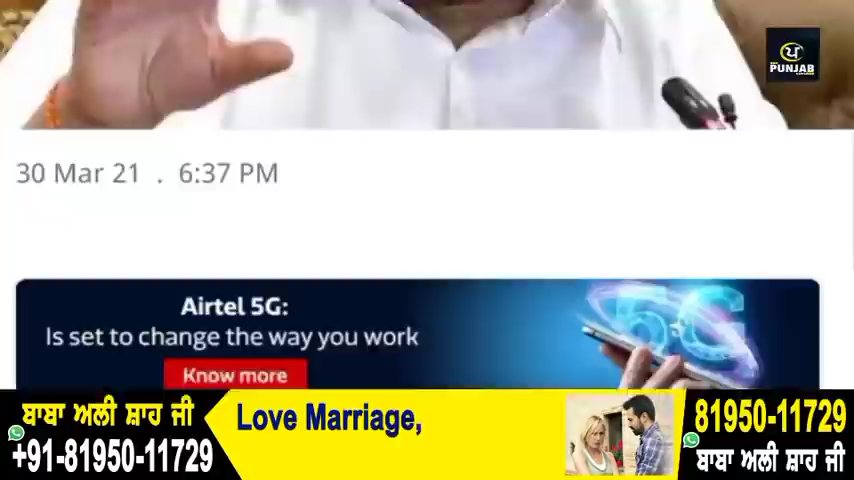 PUNJAB
30 Mar 21 . 6:37 PM
Airtel 5G:
Is set to change the way you work
5G
Know more
ਬਾਬਾ ਅਲੀ ਸ਼ਾਹ ਜੀ
+91-81950-11729
Love Marriage,
81950-11729
ਬਾਬਾ ਅਲੀ ਸ਼ਾਹ ਜੀ